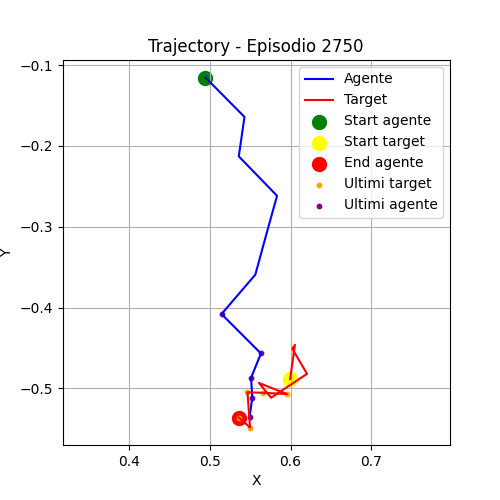 Trajectory - Episodio 2750
Agente
Target
Start agente
Start target
End agente
Ultimi target
Ultimi agente
−0.1
−0.2
−0.3
−0.4
−0.5
Y
0.4
0.5
0.6
0.7
X